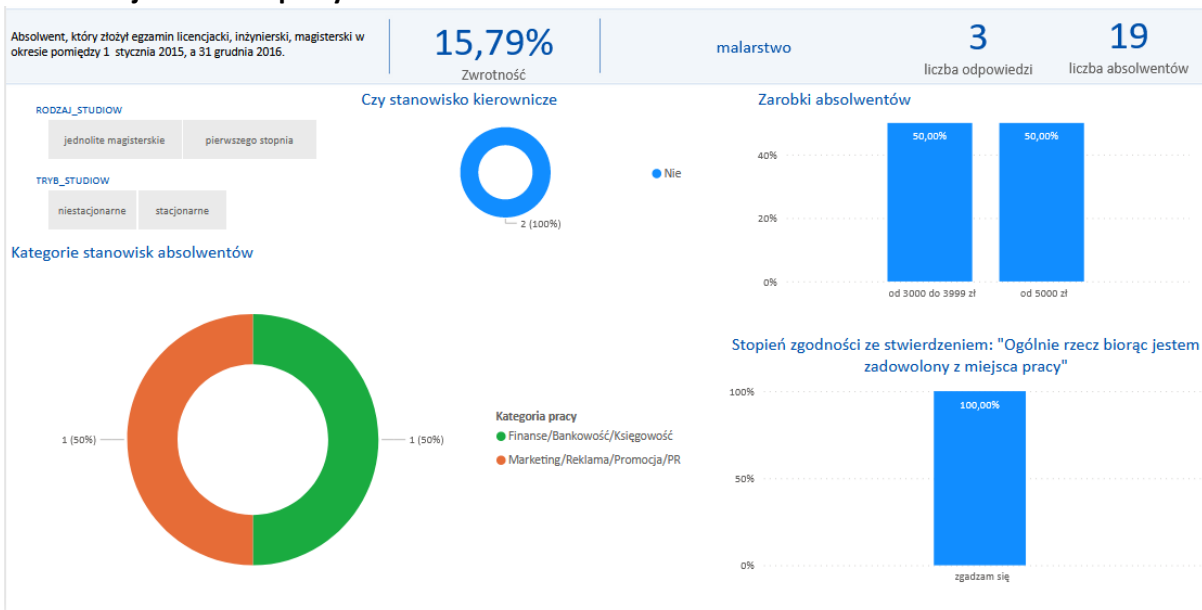 Absolwent, który złożył egzamin licencjacki, inżynierski, magisterski w
okresie pomiędzy 1 stycznia 2015, a 31 grudnia 2016.
15,79%
Zwrotność
malarstwo
3
liczba odpowiedzi
19
liczba absolwentów
RODZAJ_STUDIOW
jednolite magisterskie
pierwszego stopnia
TRYB_STUDIOW
niestacjonarne
stacjonarne
Czy stanowisko kierownicze
Nie
2 (100%)
Zarobki absolwentów
50,00%
50,00%
40%
20%
0%
od 3000 do 3999 zł
od 5000 zł
Kategorie stanowisk absolwentów
1 (50%)
1 (50%)
Kategoria pracy
Finanse/Bankowość/Księgowość
Marketing/Reklama/Promocja/PR
Stopień zgodności ze stwierdzeniem: "Ogólnie rzecz biorąc jestem
zadowolony z miejsca pracy"
100%
100,00%
50%
0%
zgadzam się